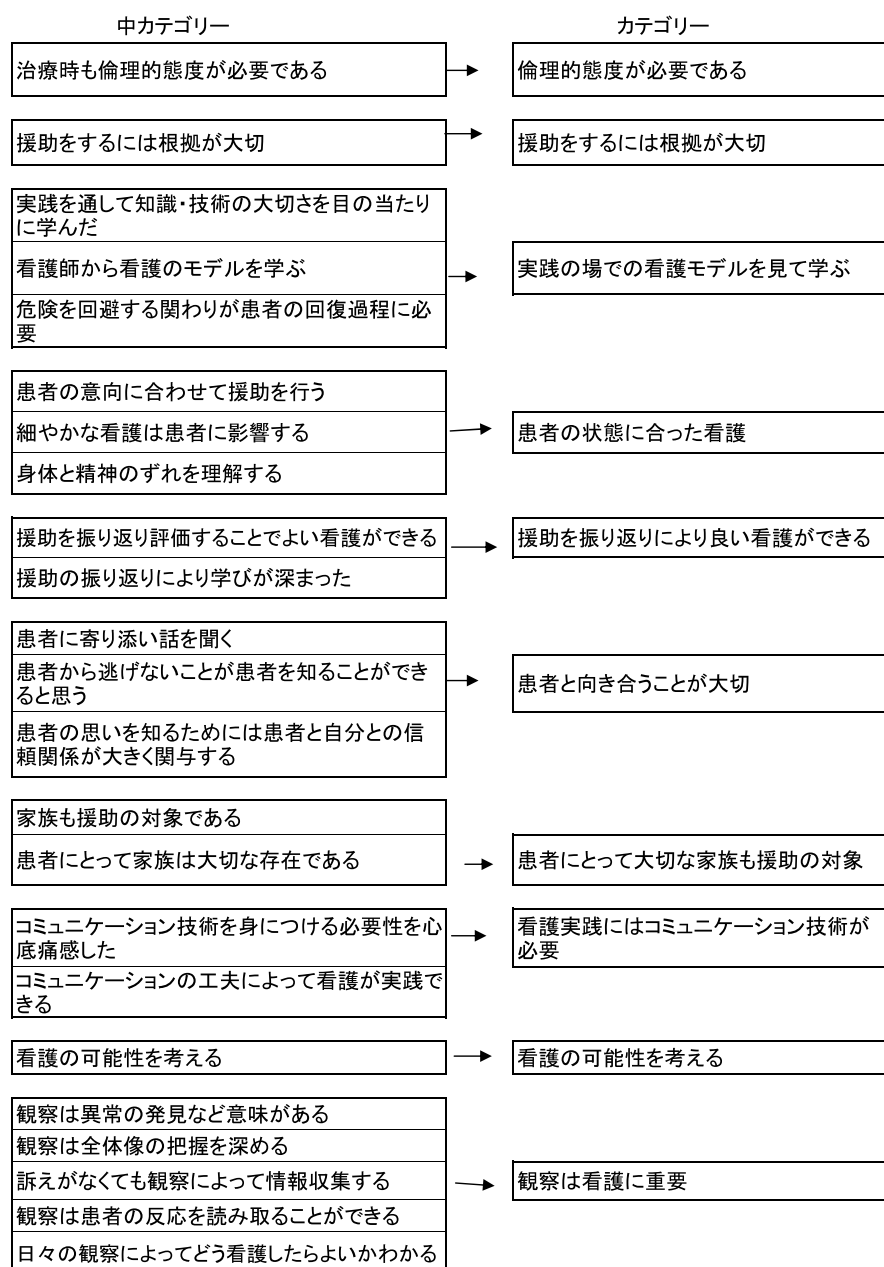 中カテゴリー
カテゴリー
治療時も倫理的態度が必要である
倫理的態度が必要である
援助をするには根拠が大切
援助をするには根拠が大切
実践を通して知識・技術の大切さを目の当たり
に学んだ
看護師から看護のモデルを学ぶ
危険を回避する関わりが患者の回復過程に必
要
実践の場での看護モデルを見て学ぶ
患者の意向に合わせて援助を行う
細やかな看護は患者に影響する
身体と精神のずれを理解する
患者の状態に合った看護
援助を振り返り評価することでよい看護ができる
援助の振り返りにより学びが深まった
援助を振り返りにより良い看護ができる
患者に寄り添い話を聞く
患者から逃げないことが患者を知ることができ
ると思う
患者の思いを知るためには患者と自分との信
頼関係が大きく関与する
患者と向き合うことが大切
家族も援助の対象である
患者にとって家族は大切な存在である
患者にとって大切な家族も援助の対象
コミュニケーション技術を身につける必要性を心
底痛感した
コミュニケーションの工夫によって看護が実践で
きる
看護実践にはコミュニケーション技術が
必要
看護の可能性を考える
看護の可能性を考える
観察は異常の発見など意味がある
観察は全体像の把握を深める
訴えがなくても観察によって情報収集する
観察は患者の反応を読み取ることができる
日々の観察によってどう看護したらよいかわかる
観察は看護に重要